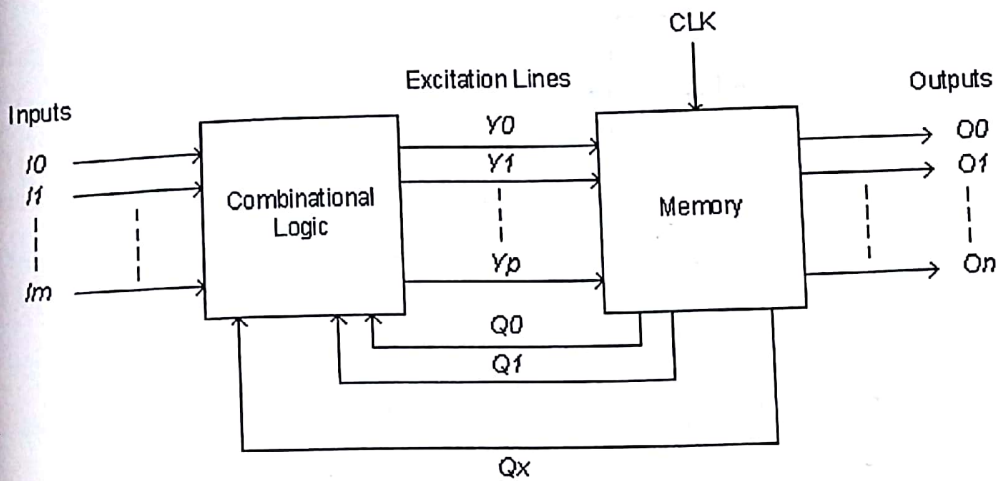 CLK
Excitation Lines
Outputs
Inputs
Y0
O0
I0
Y1
O1
I1
Combinational
Logic
Memory
Yp
On
Im
Q0
Q1
Qx